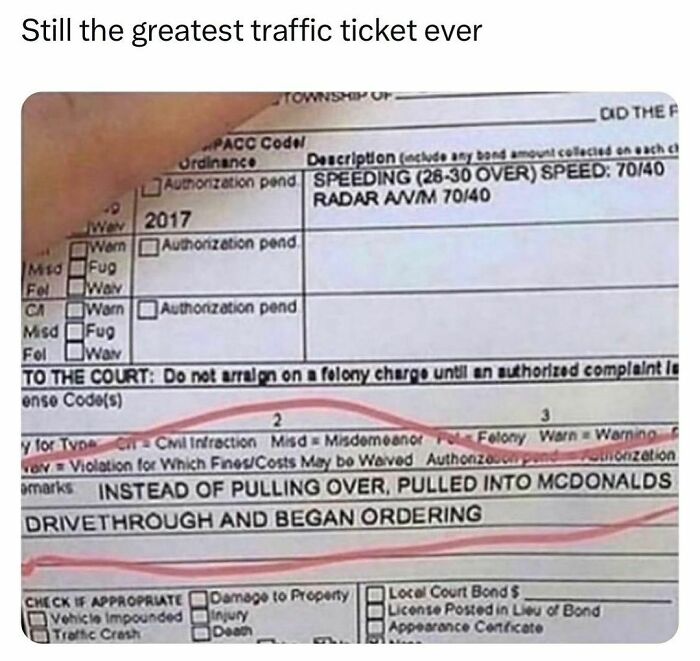 Still the greatest traffic ticket ever
TOWNSHIP OF
DID THE
PACC Code/
Ordinance
Description (include any bond amount collected on each
Authorization pend.
SPEEDING (26-30 OVER) SPEED: 70/40
RADAR A/V/M 70/40
Waiv
2017
Warn Authorization pend.
Misd Fug
Fel Waiv
CA Warn Authorization pend
Misd Fug
Fel Waiv
TO THE COURT: Do not arraign on a felony charge until an authorized complaint
ense Code(s)
2 3
y for Type C/I = Civil Infraction Misd = Misdemeanor Fel = Felony Warn = Warning
= Violation for Which Fines/Costs May be Waived Authorization
marks INSTEAD OF PULLING OVER, PULLED INTO MCDONALDS
DRIVETHROUGH AND BEGAN ORDERING
CHECK IF APPROPRIATE Damage to Property Local Court Bond $
Vehicle Impounded Injury License Posted in Lieu of Bond
Traffic Crash Death Appearance Certificate
None